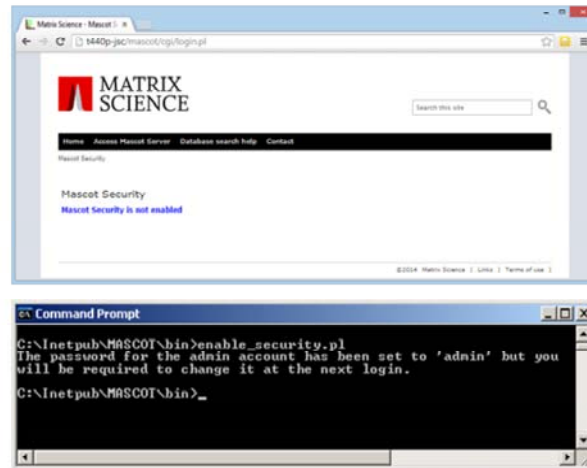 Matrix Science - Mascot S
t440p-jsc/mascot/cgi/login.pl
MATRIX
SCIENCE
Search this site
Home Access Mascot Server Database search help Contact
Mascot Security
Mascot Security
Mascot Security is not enabled
©2014 Matrix Science | Links | Terms of use |
Command Prompt
C:\Inetpub\MASCOT\bin>enable_security.pl
The password for the admin account has been set to 'admin' but you
will be required to change it at the next login.
C:\Inetpub\MASCOT\bin>_